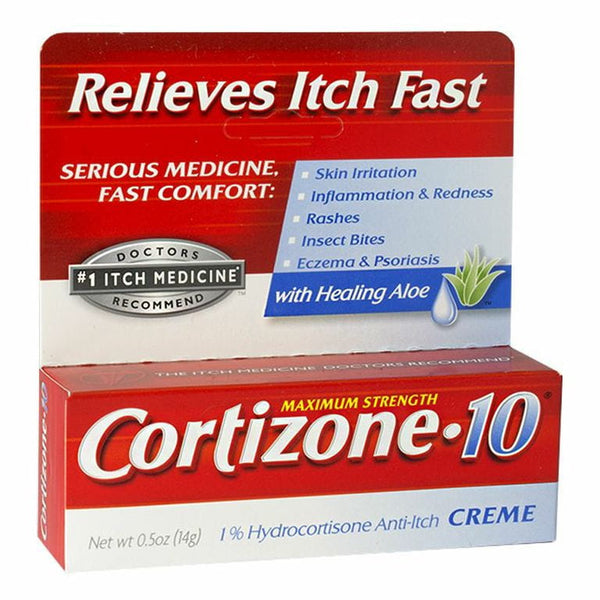 Relieves Itch Fast
SERIOUS MEDICINE,
FAST COMFORT:
Skin Irritation
Inflammation & Redness
Rashes
Insect Bites
Eczema & Psoriasis
DOCTORS
#1 ITCH MEDICINE*
RECOMMEND
TM
with Healing Aloe
THE ITCH MEDICINE DOCTORS RECOMMEND
MAXIMUM STRENGTH
Cortizone•10®
Net wt 0.5oz (14g)
1% Hydrocortisone Anti-Itch CREME